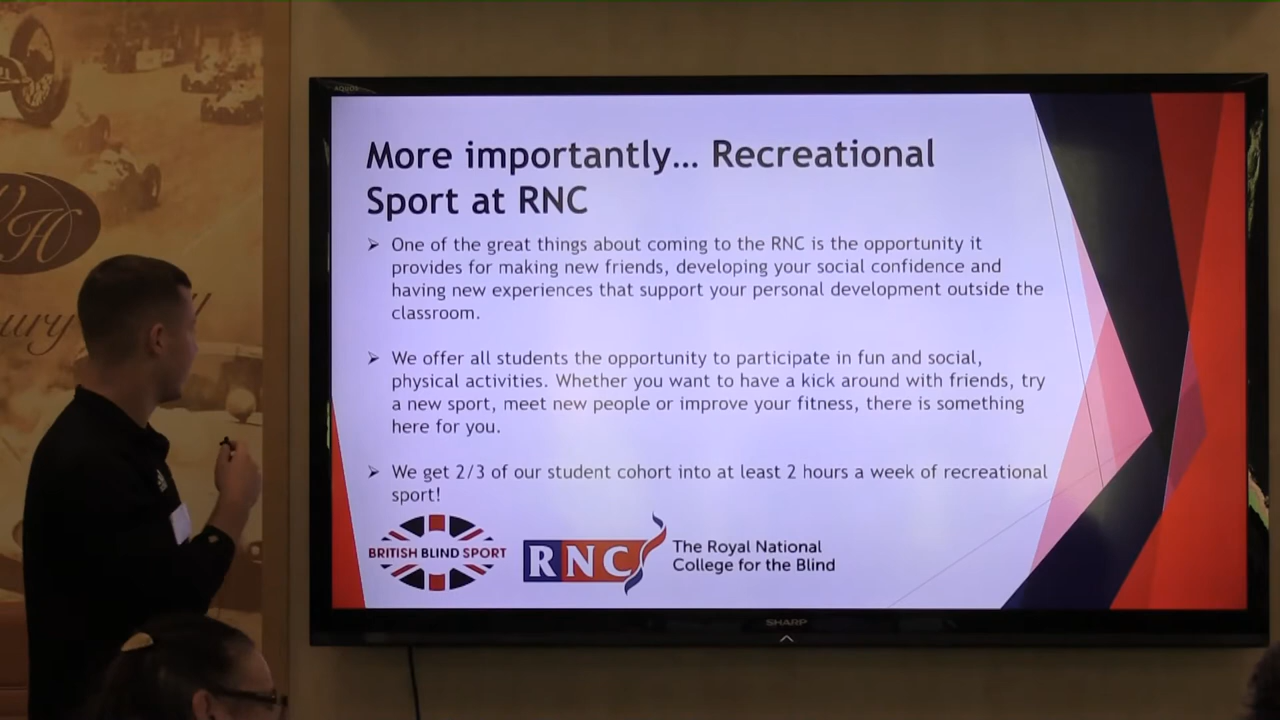 AQUOS
More importantly... Recreational
Sport at RNC
➤ One of the great things about coming to the RNC is the opportunity it
provides for making new friends, developing your social confidence and
having new experiences that support your personal development outside the
classroom.
➤ We offer all students the opportunity to participate in fun and social,
physical activities. Whether you want to have a kick around with friends, try
a new sport, meet new people or improve your fitness, there is something
here for you.
➤ We get 2/3 of our student cohort into at least 2 hours a week of recreational
sport!
BRITISH BLIND SPORT
RNC
The Royal National
College for the Blind
SHARP